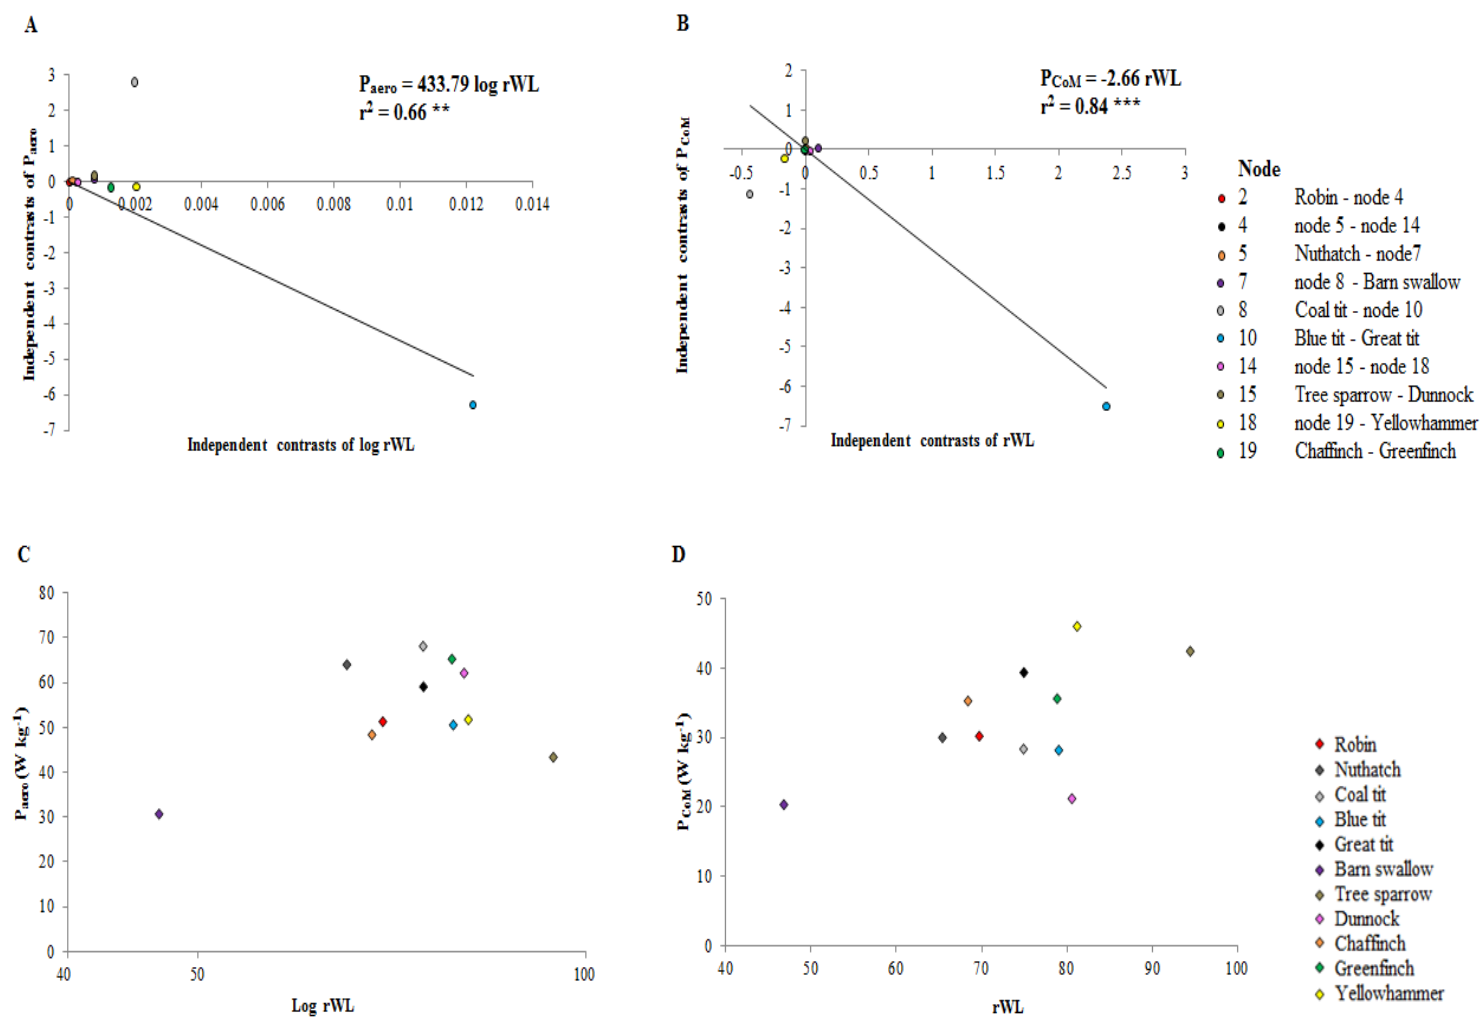 A
B
P_aero = 433.79 log rWL
r² = 0.66 **
Independent contrasts of P_aero
3
2
1
0
-1
-2
-3
-4
-5
-6
-7
0
0.002
0.004
0.006
0.008
0.01
0.012
0.014
Independent contrasts of log rWL
P_CoM = -2.66 rWL
r² = 0.84 ***
Independent contrasts of P_CoM
2
1
0
-1
-2
-3
-4
-5
-6
-7
-0.5
0
0.5
1
1.5
2
2.5
3
Independent contrasts of rWL
Node
2 Robin - node 4
4 node 5 - node 14
5 Nuthatch - node7
7 node 8 - Barn swallow
8 Coal tit - node 10
10 Blue tit - Great tit
14 node 15 - node 18
15 Tree sparrow - Dunnock
18 node 19 - Yellowhammer
19 Chaffinch - Greenfinch
C
D
P_aero (W kg⁻¹)
80
70
60
50
40
30
20
10
0
40
50
100
Log rWL
P_CoM (W kg⁻¹)
50
40
30
20
10
0
40
50
60
70
80
90
100
rWL
Robin
Nuthatch
Coal tit
Blue tit
Great tit
Barn swallow
Tree sparrow
Dunnock
Chaffinch
Greenfinch
Yellowhammer